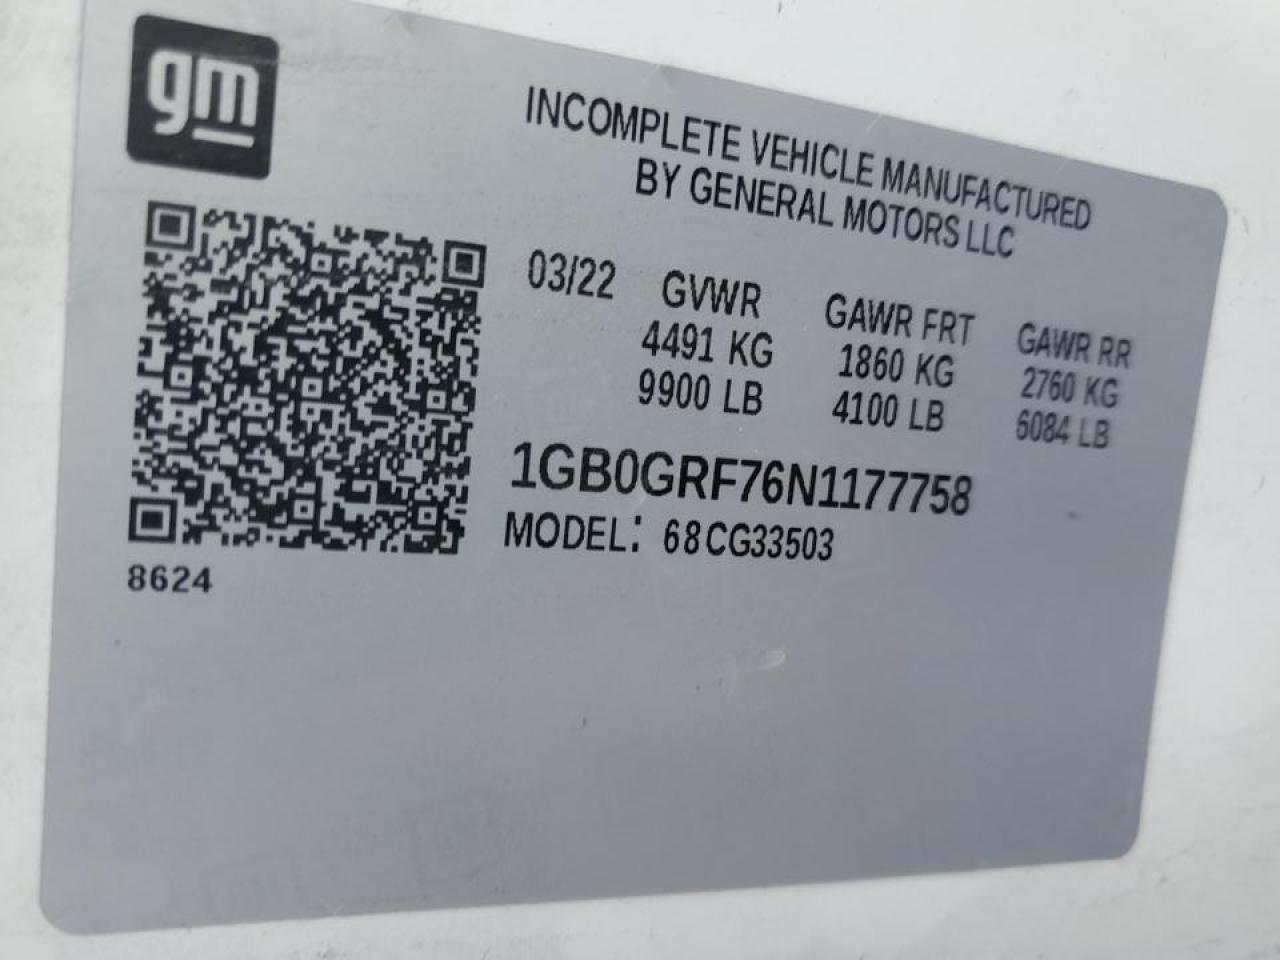 gm
INCOMPLETE VEHICLE MANUFACTURED
BY GENERAL MOTORS LLC
03/22 GVWR GAWR FRT GAWR RR
4491 KG 1860 KG 2760 KG
9900 LB 4100 LB 6084 LB
1GB0GRF76N1177758
MODEL: 68CG33503
8624